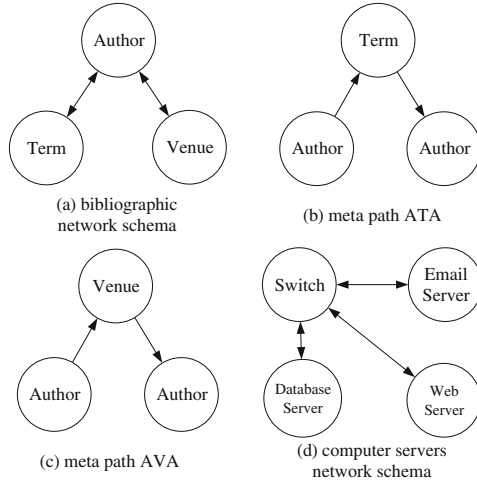 Author
Term
Venue
(a) bibliographic
network schema
Term
Author
Author
(b) meta path ATA
Venue
Author
Author
(c) meta path AVA
Switch
Email
Server
Database
Server
Web
Server
(d) computer servers
network schema